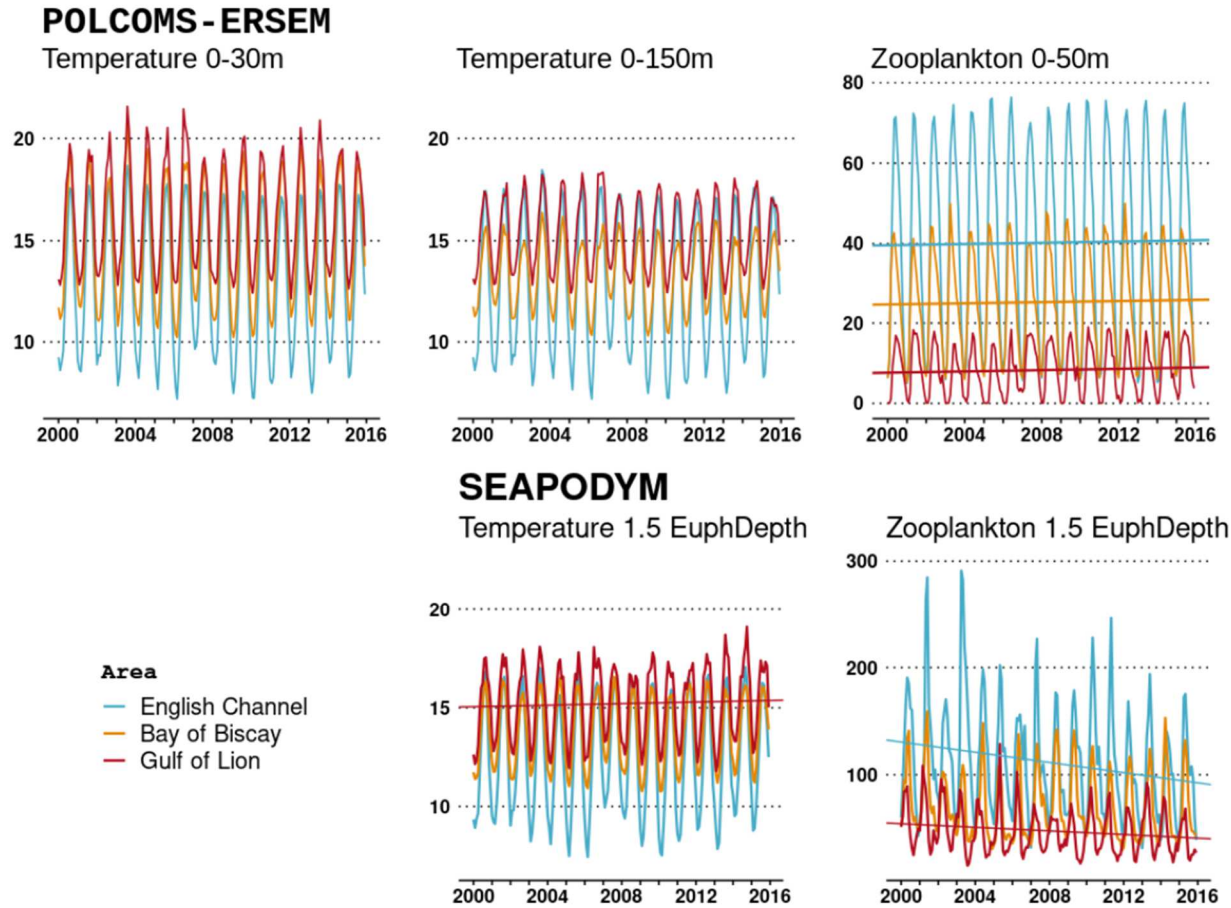 POLCOMS-ERSEM
Temperature 0-30m
Temperature 0-150m
Zooplankton 0-50m
20
15
10
2000 2004 2008 2012 2016
20
15
10
2000 2004 2008 2012 2016
80
60
40
20
0
2000 2004 2008 2012 2016
SEAPODYM
Temperature 1.5 EuphDepth
Zooplankton 1.5 EuphDepth
Area
English Channel
Bay of Biscay
Gulf of Lion
20
15
10
2000 2004 2008 2012 2016
300
200
100
2000 2004 2008 2012 2016